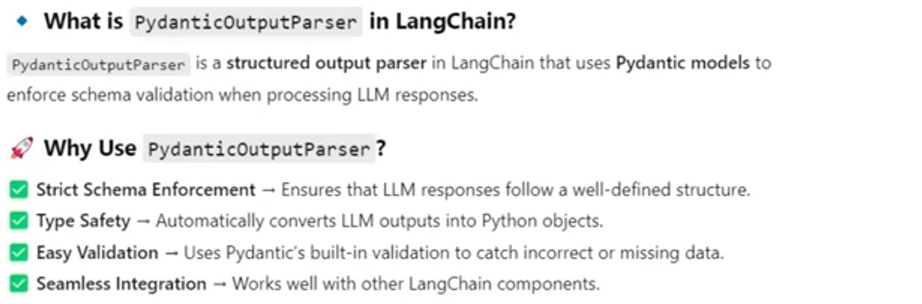 What is PydanticOutputParser in LangChain?
PydanticOutputParser is a structured output parser in LangChain that uses Pydantic models to
enforce schema validation when processing LLM responses.
Why Use PydanticOutputParser?
Strict Schema Enforcement → Ensures that LLM responses follow a well-defined structure.
Type Safety → Automatically converts LLM outputs into Python objects.
Easy Validation → Uses Pydantic's built-in validation to catch incorrect or missing data.
Seamless Integration → Works well with other LangChain components.